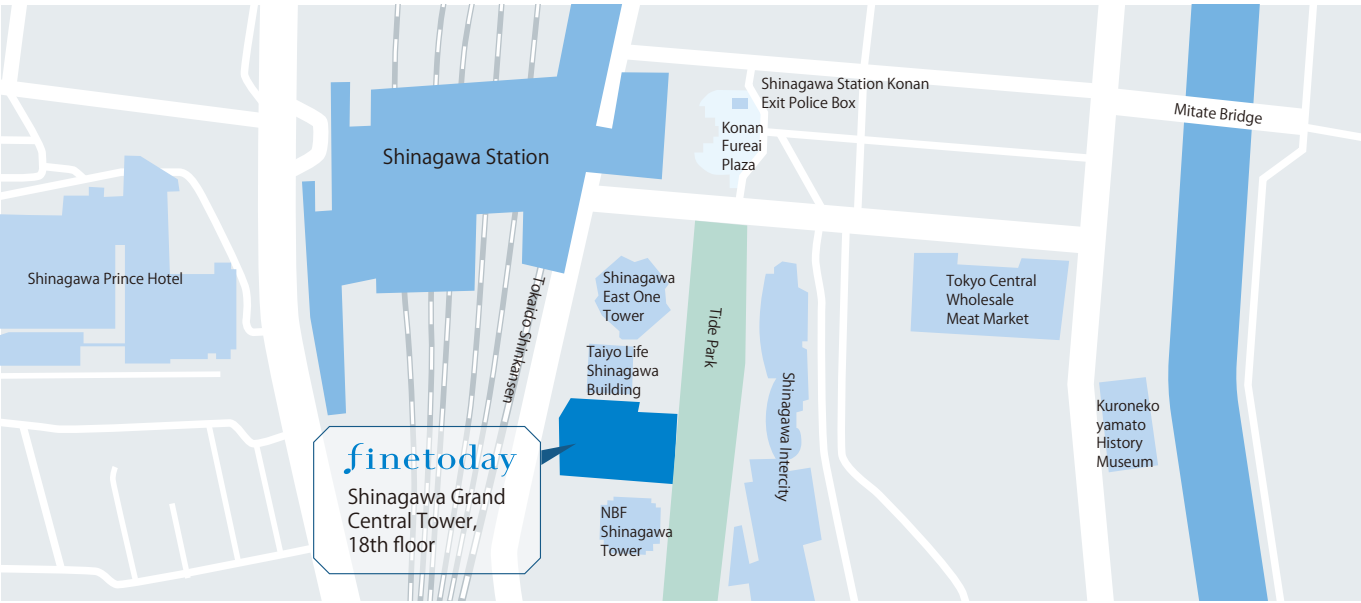 Shinagawa Station Konan
Exit Police Box
Mitate Bridge
Konan
Fureai
Plaza
Shinagawa Station
Shinagawa Prince Hotel
Tokaido Shinkansen
Shinagawa
East One
Tower
Tide Park
Tokyo Central
Wholesale
Meat Market
Taiyo Life
Shinagawa
Building
Shinagawa Intercity
Kuroneko
yamato
History
Museum
finetoday
Shinagawa Grand
Central Tower,
18th floor
NBF
Shinagawa
Tower